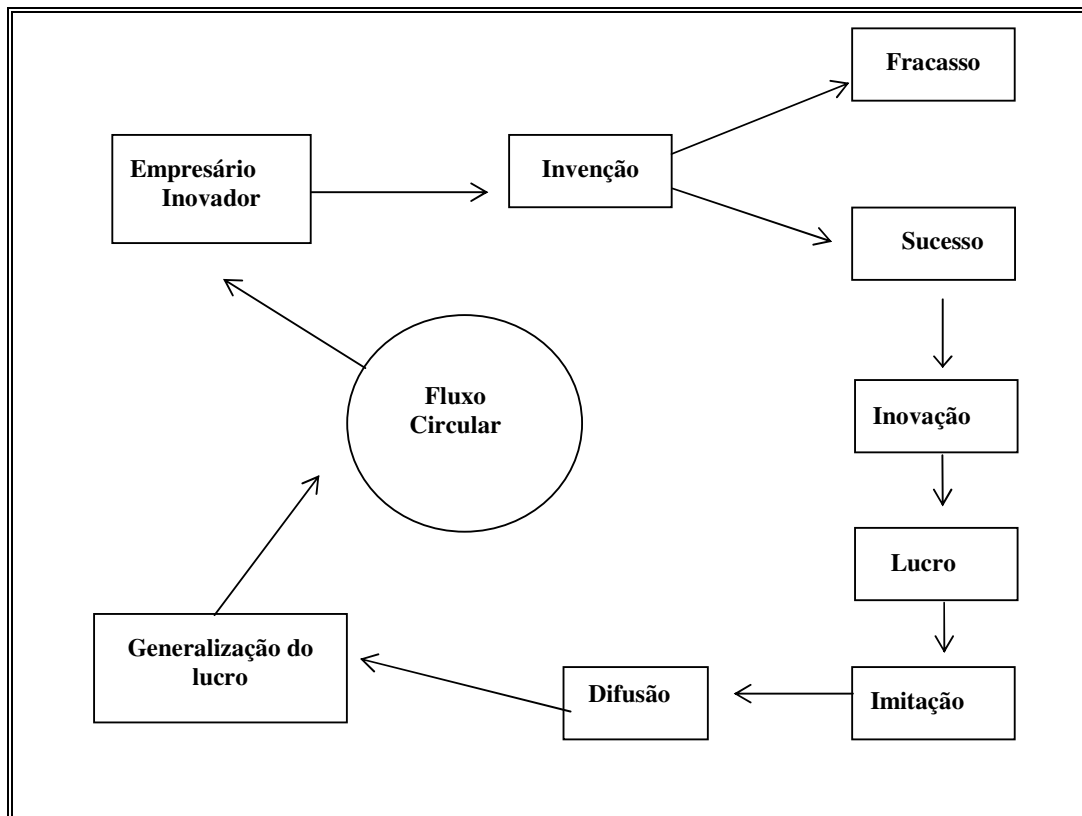 Fracasso
Empresário
Inovador
Invenção
Sucesso
Fluxo
Circular
Inovação
Lucro
Generalização do
lucro
Difusão
Imitação